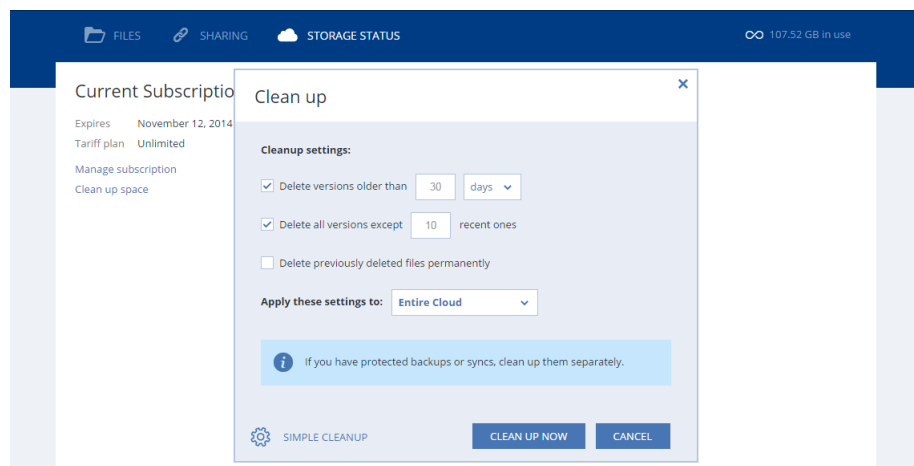 FILES SHARING STORAGE STATUS 107.52 GB in use
Current Subscriptio
Expires November 12, 2014
Tariff plan Unlimited
Manage subscription
Clean up space
Clean up
Cleanup settings:
Delete versions older than 30 days
Delete all versions except 10 recent ones
Delete previously deleted files permanently
Apply these settings to: Entire Cloud
i If you have protected backups or syncs, clean up them separately.
SIMPLE CLEANUP CLEAN UP NOW CANCEL